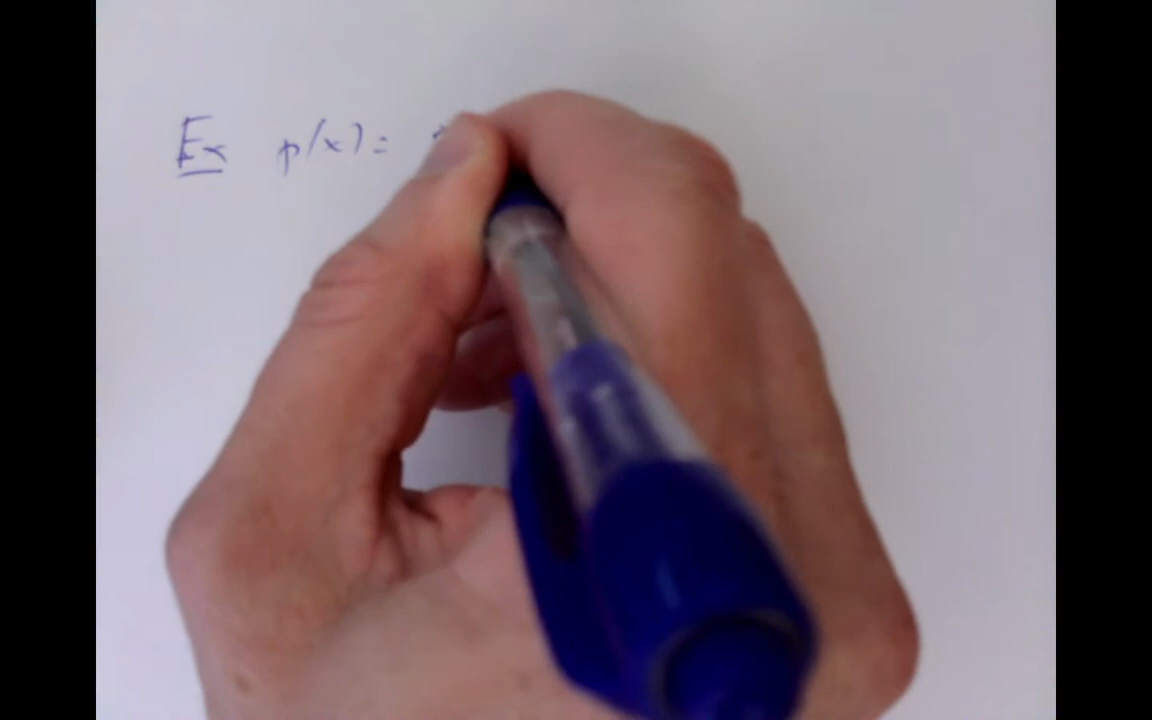 Ex p(x) =